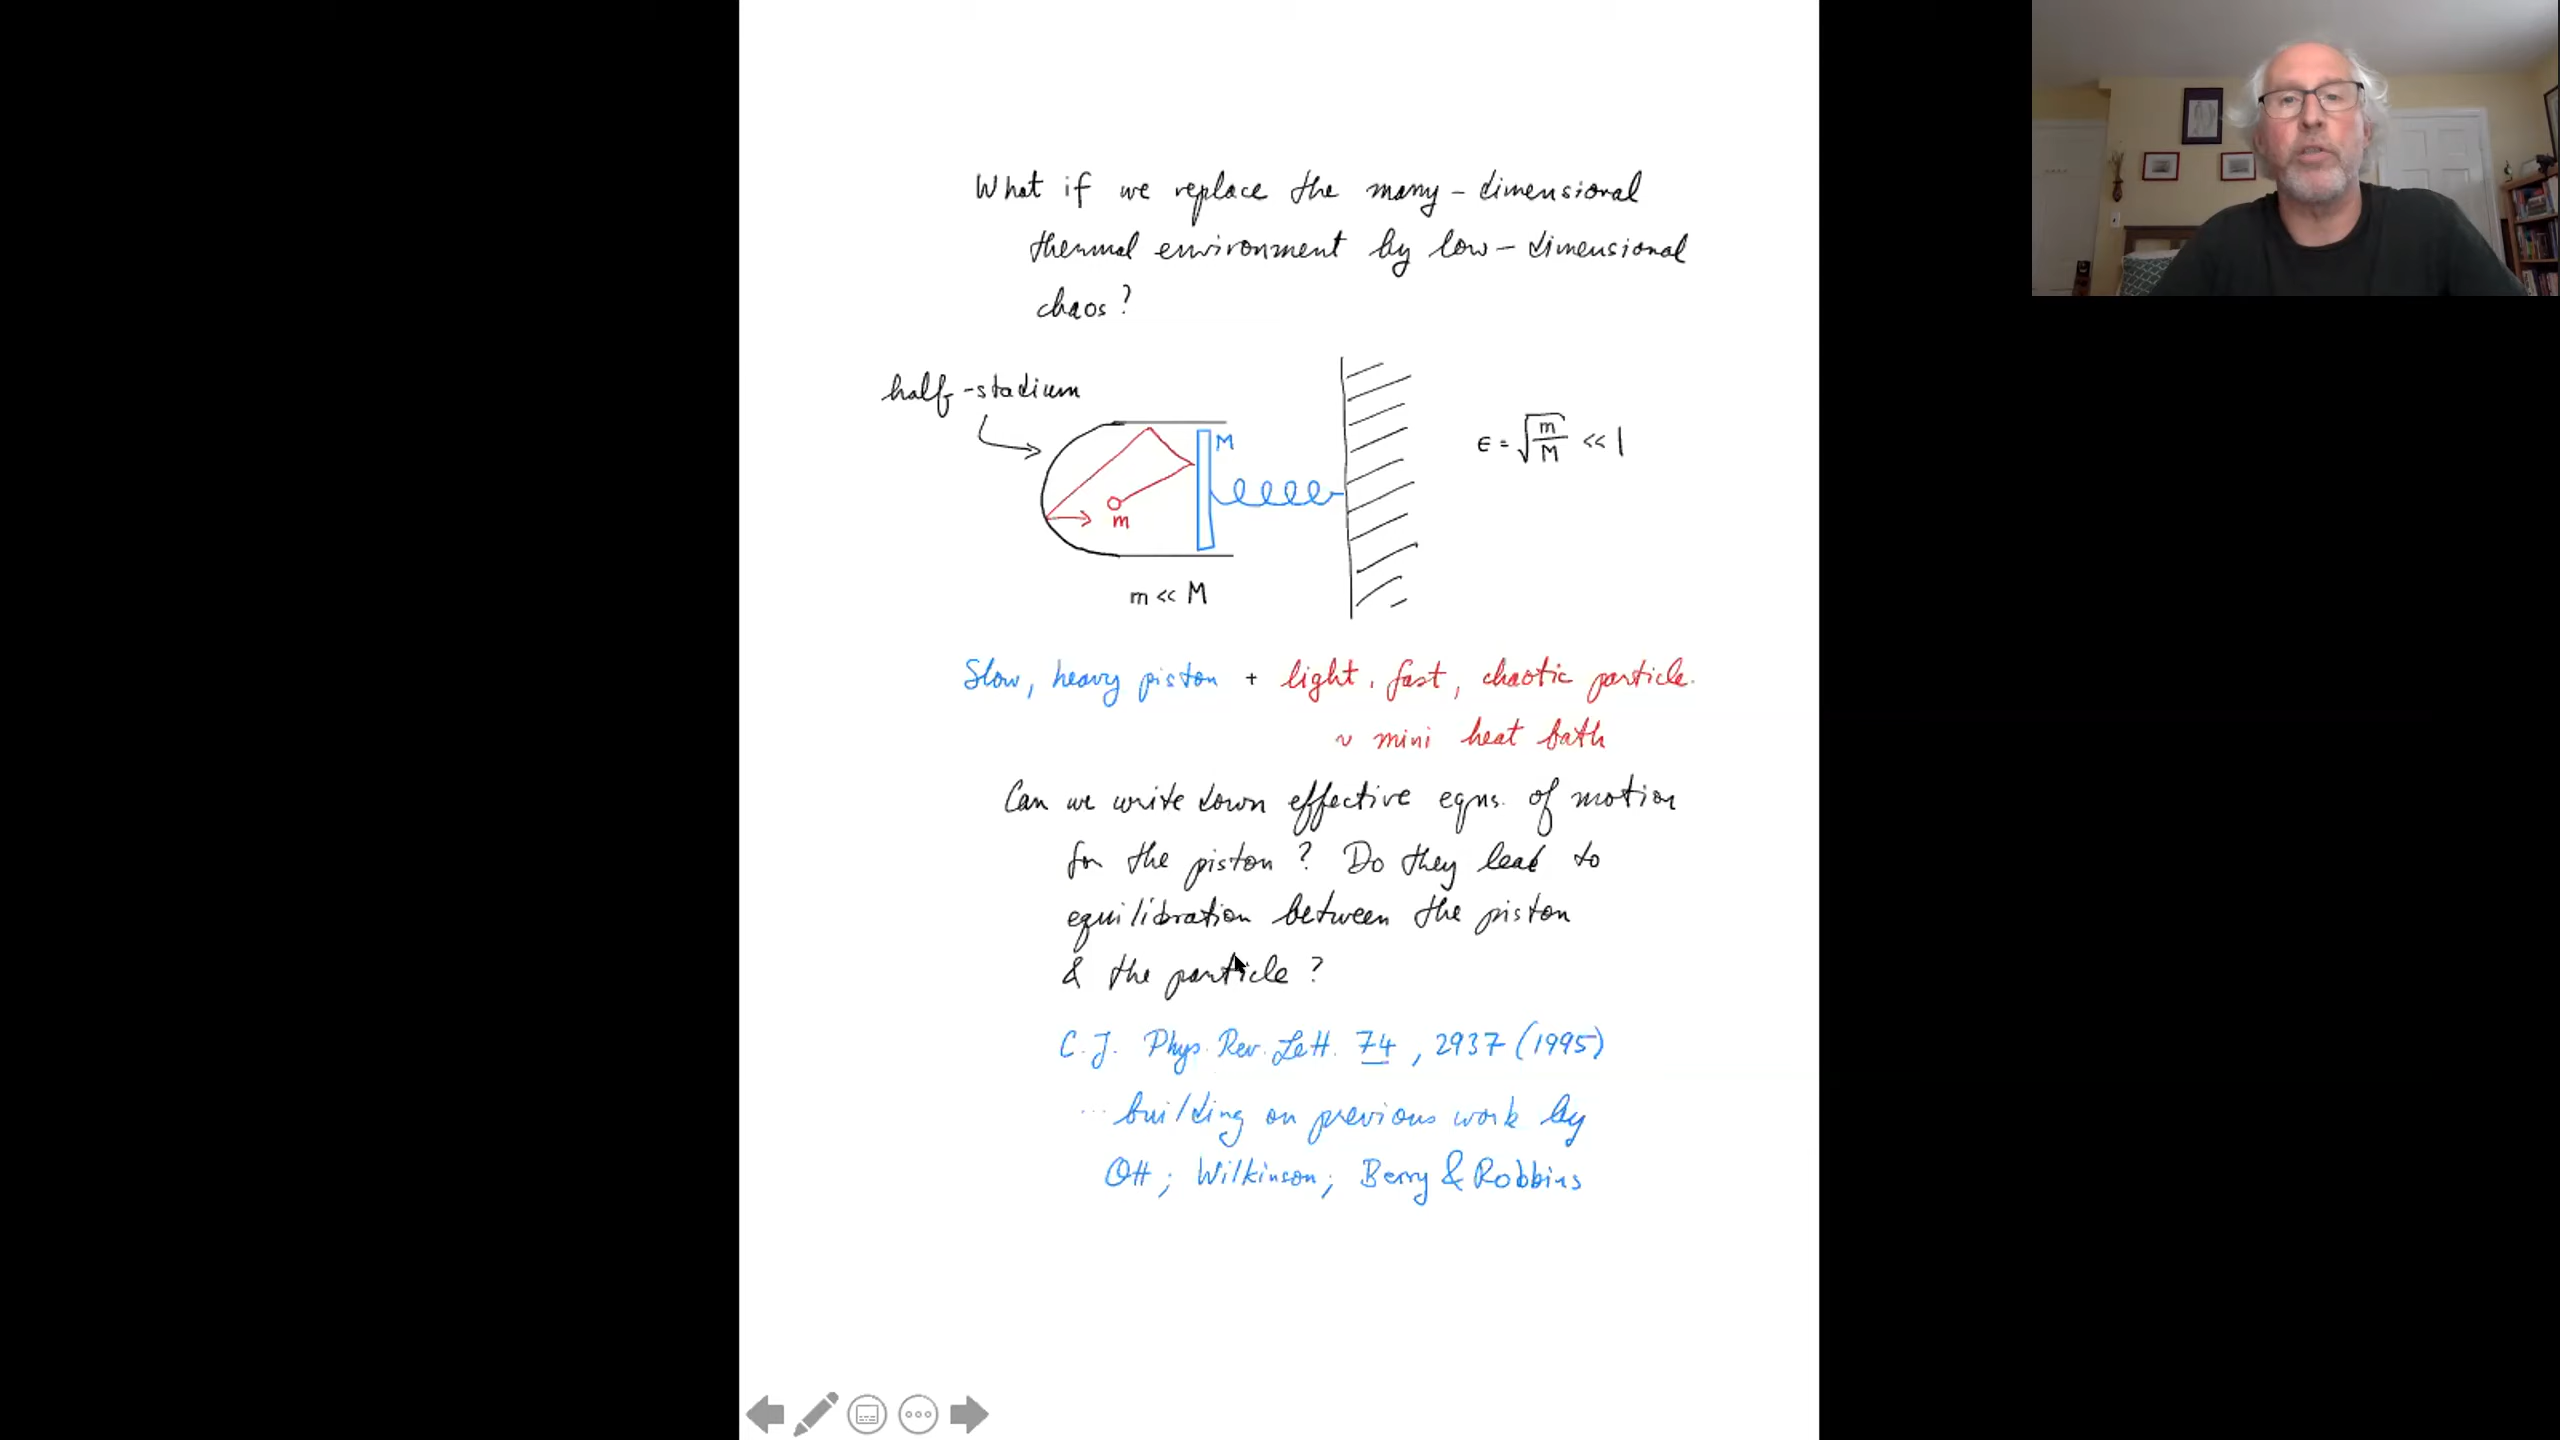 What if we replace the many-dimensional
thermal environment by low-dimensional
chaos?
half-stadium
M
m
ε = √(m/M) << 1
m << M
Slow, heavy piston + light, fast, chaotic particle.
~ mini heat bath
Can we write down effective eqns. of motion
for the piston? Do they lead to
equilibration between the piston
& the particle?
C.J. Phys. Rev. Lett. 74, 2937 (1995)
... building on previous work by
Ott; Wilkinson; Berry & Robbins